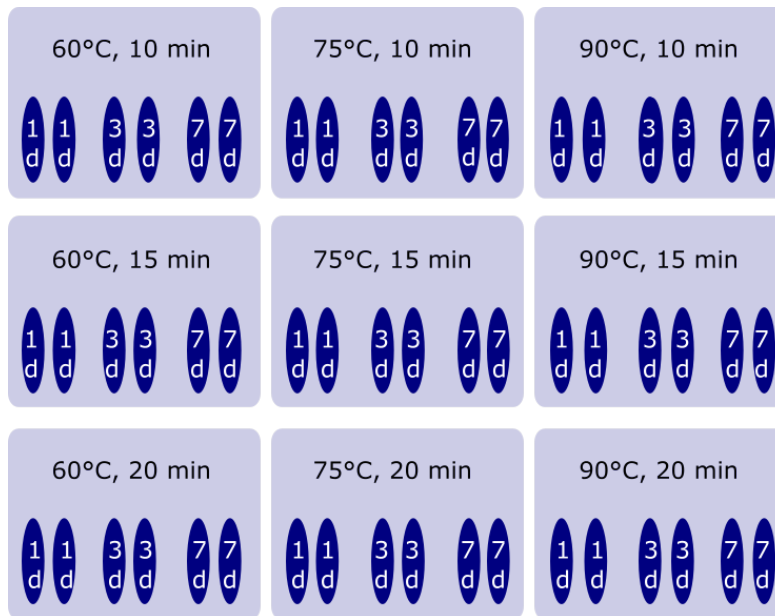 60°C, 10 min 75°C, 10 min 90°C, 10 min
1 1 3 3 7 7 1 1 3 3 7 7 1 1 3 3 7 7
d d d d d d d d d d d d d d d d d d
60°C, 15 min 75°C, 15 min 90°C, 15 min
1 1 3 3 7 7 1 1 3 3 7 7 1 1 3 3 7 7
d d d d d d d d d d d d d d d d d d
60°C, 20 min 75°C, 20 min 90°C, 20 min
1 1 3 3 7 7 1 1 3 3 7 7 1 1 3 3 7 7
d d d d d d d d d d d d d d d d d d